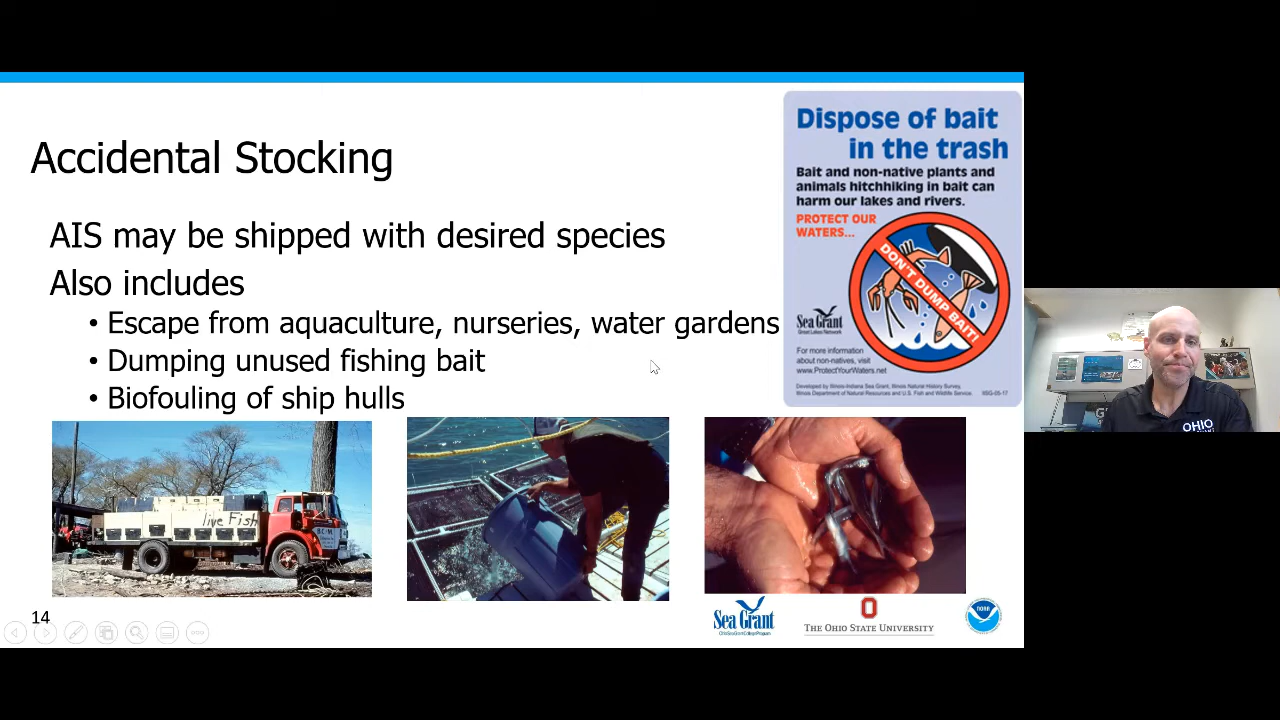 Accidental Stocking
AIS may be shipped with desired species
Also includes
• Escape from aquaculture, nurseries, water gardens
• Dumping unused fishing bait
• Biofouling of ship hulls
Dispose of bait
in the trash
Bait and non-native plants and
animals hitchhiking in bait can
harm our lakes and rivers.
PROTECT OUR
WATERS...
DON'T DUMP BAIT!
Sea Grant
Great Lakes Network
For more information
about non-natives, visit
www.ProtectYourWaters.net
Developed by Illinois-Indiana Sea Grant, Illinois Natural History Survey,
Illinois Department of Natural Resources and U.S. Fish and Wildlife Service.
IISG-05-17
live Fish
14
Sea Grant
Ohio Sea Grant College Program
O
THE OHIO STATE UNIVERSITY
NOAA
OHIO